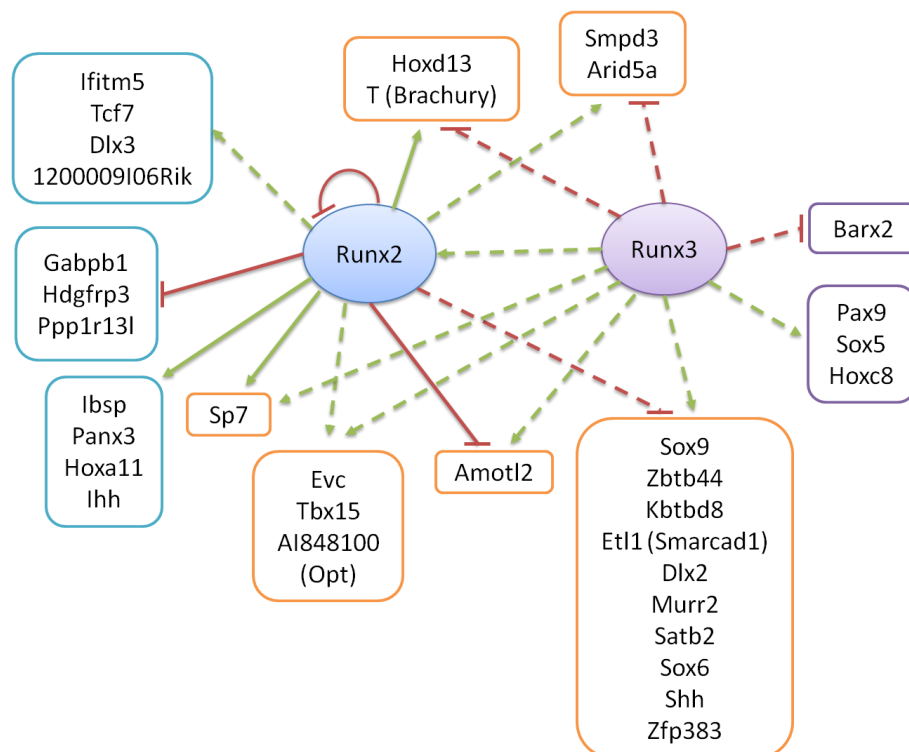 Smpd3
Arid5a
Hoxd13
T (Brachury)
Ifitm5
Tcf7
Dlx3
1200009I06Rik
Runx2
Runx3
Barx2
Gabpb1
Hdgfrp3
Ppp1r13l
Pax9
Sox5
Hoxc8
Ibsp
Panx3
Hoxa11
Ihh
Sp7
Evc
Tbx15
AI848100
(Opt)
Amotl2
Sox9
Zbtb44
Kbtbd8
Etl1 (Smarcad1)
Dlx2
Murr2
Satb2
Sox6
Shh
Zfp383